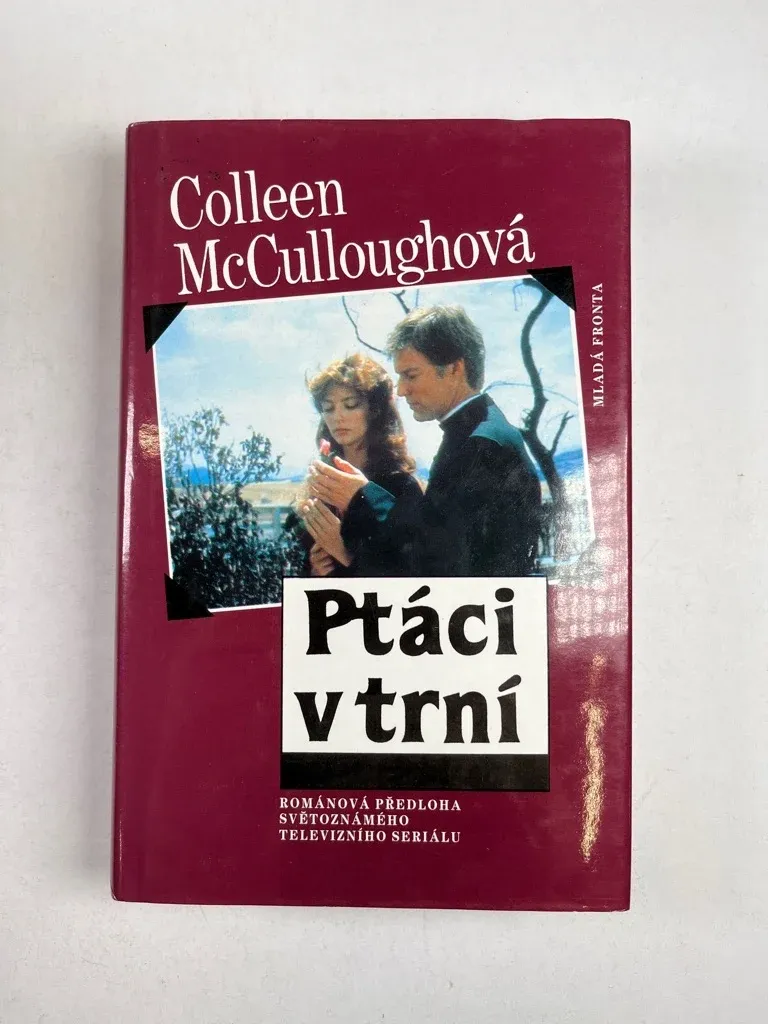 Colleen
McCulloughová
MLADÁ FRONTA
Ptáci
v trní
ROMÁNOVÁ PŘEDLOHA
SVĚTOZNÁMÉHO
TELEVIZNÍHO SERIÁLU